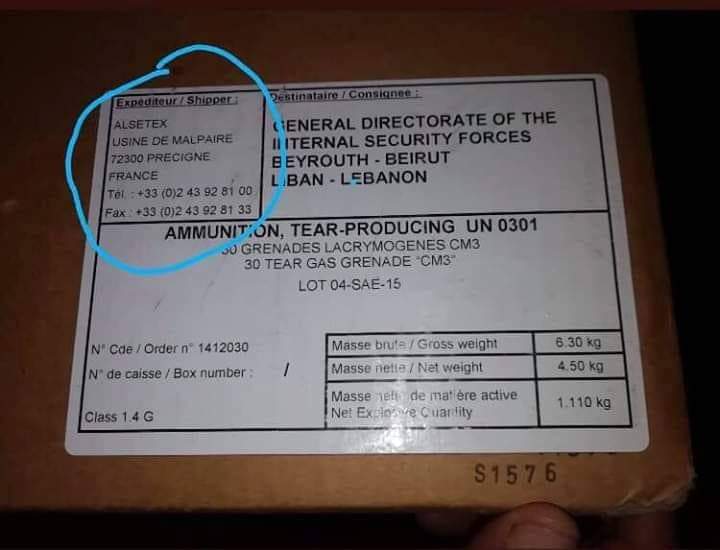 Expéditeur / Shipper :
ALSETEX
USINE DE MALPAIRE
72300 PRECIGNE
FRANCE
Tél. : +33 (0)2 43 92 81 00
Fax : +33 (0)2 43 92 81 33
Destinataire / Consignee :
GENERAL DIRECTORATE OF THE
INTERNAL SECURITY FORCES
BEYROUTH - BEIRUT
LIBAN - LEBANON
AMMUNITION, TEAR-PRODUCING UN 0301
30 GRENADES LACRYMOGENES CM3
30 TEAR GAS GRENADE "CM3"
LOT 04-SAE-15
N° Cde / Order n° 1412030
N° de caisse / Box number : /
Class 1.4 G
Masse brute / Gross weight 6.30 kg
Masse nette / Net weight 4.50 kg
Masse nette de matière active
Net Explosive Quantity
1.110 kg
S1576